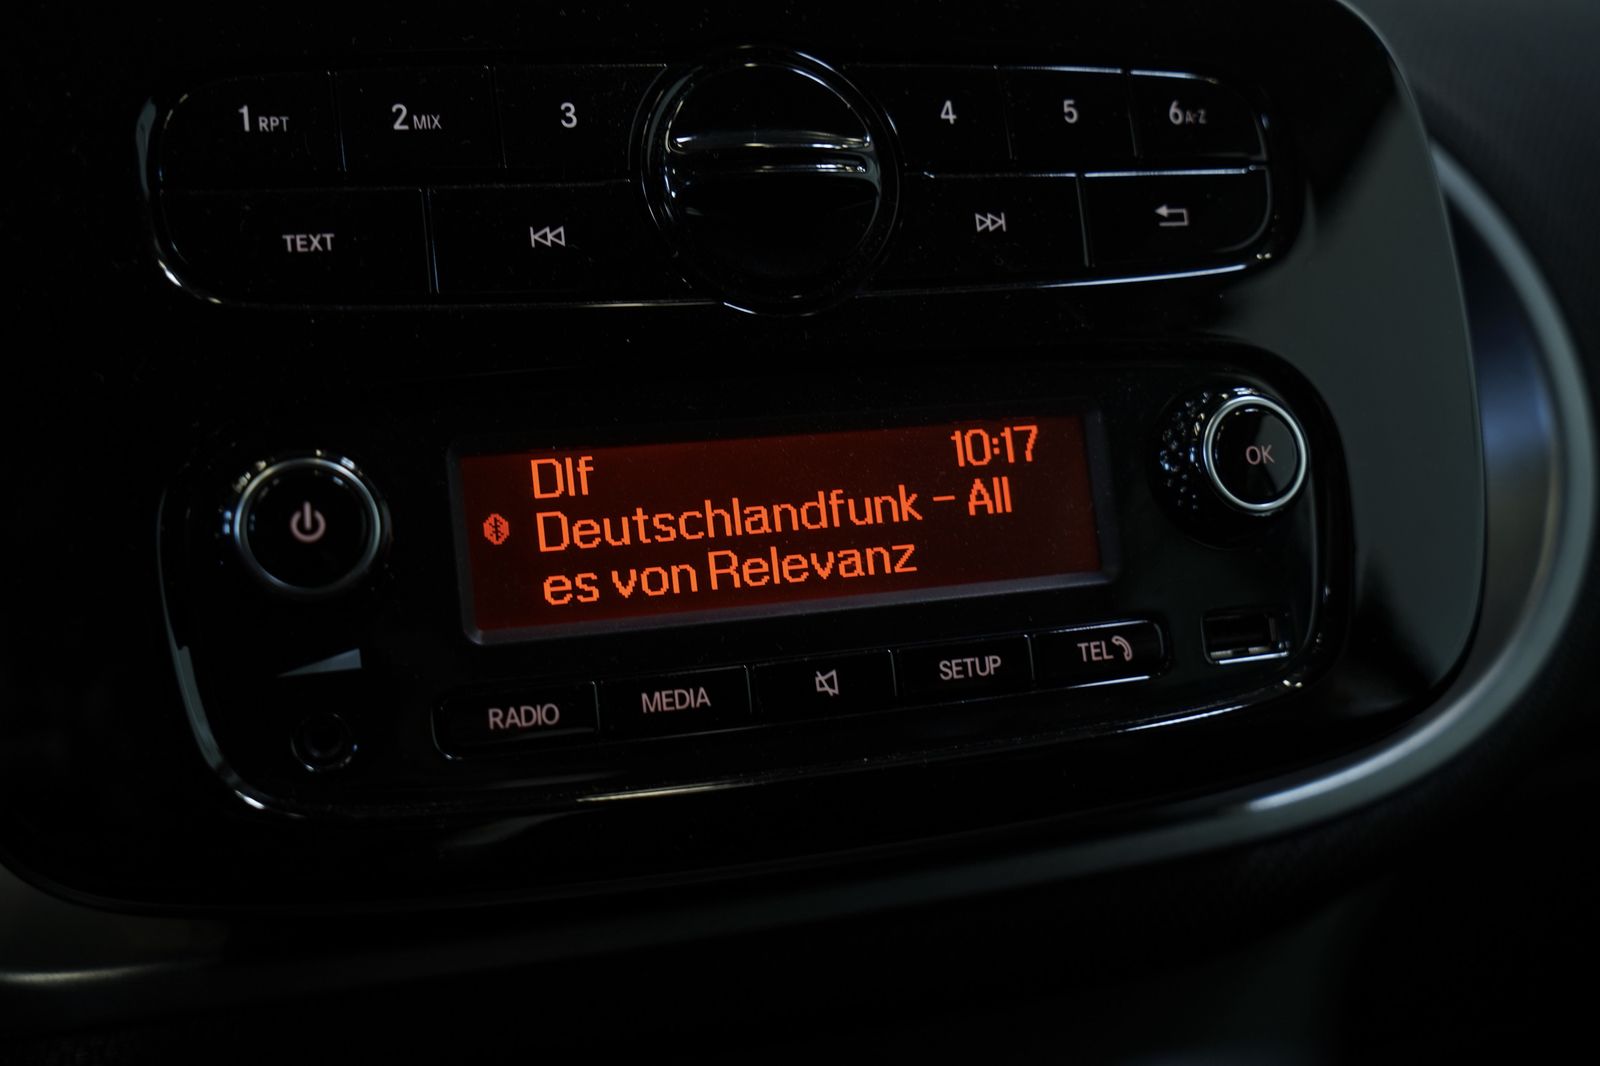 1 RPT 2 MIX 3 4 5 6 A-Z
TEXT
Dlf 10:17
Deutschlandfunk - All
es von Relevanz
OK
RADIO MEDIA SETUP TEL